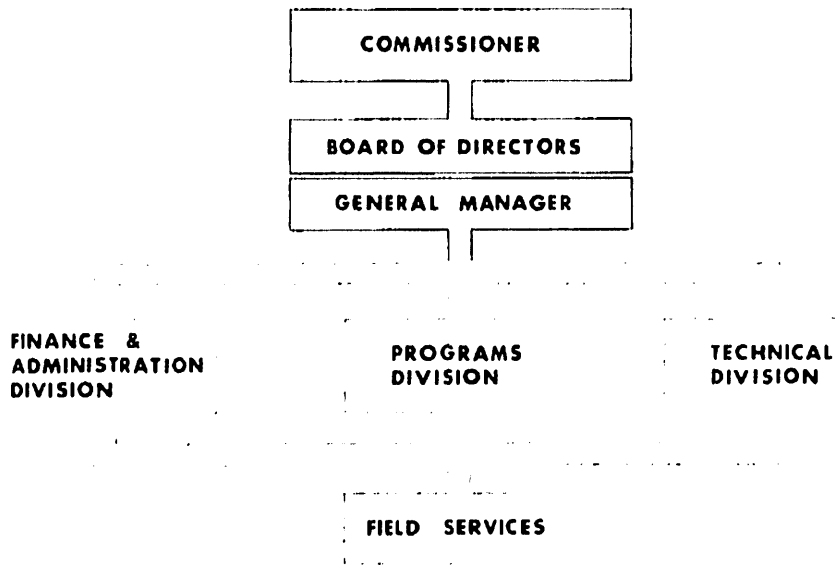 COMMISSIONER
BOARD OF DIRECTORS
GENERAL MANAGER
FINANCE &
ADMINISTRATION
DIVISION
PROGRAMS
DIVISION
TECHNICAL
DIVISION
FIELD SERVICES